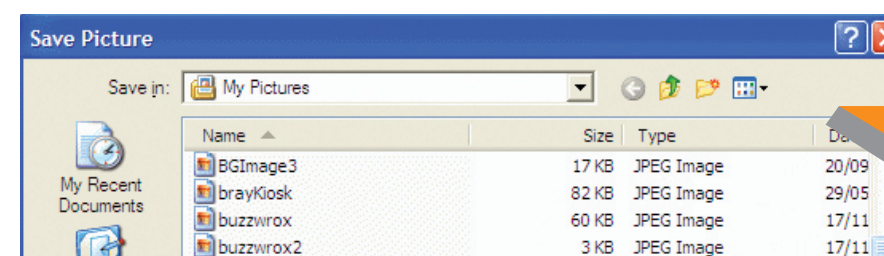 Save Picture ?
Save in: My Pictures
Name Size Type
BGImage3 17 KB JPEG Image 20/09
My Recent brayKiosk 82 KB JPEG Image 29/05
Documents buzzwrox 60 KB JPEG Image 17/11
buzzwrox2 3 KB JPEG Image 17/11